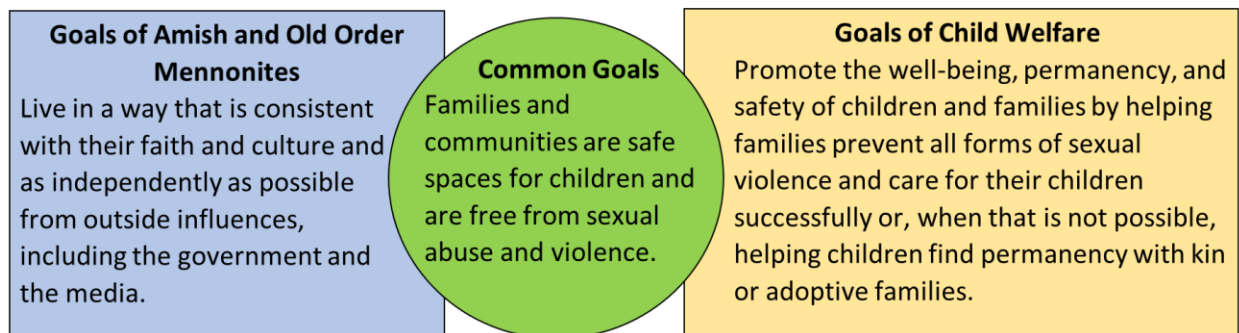 Goals of Amish and Old Order
Mennonites
Live in a way that is consistent
with their faith and culture and
as independently as possible
from outside influences,
including the government and
the media.
Common Goals
Families and
communities are safe
spaces for children and
are free from sexual
abuse and violence.
Goals of Child Welfare
Promote the well-being, permanency, and
safety of children and families by helping
families prevent all forms of sexual
violence and care for their children
successfully or, when that is not possible,
helping children find permanency with kin
or adoptive families.